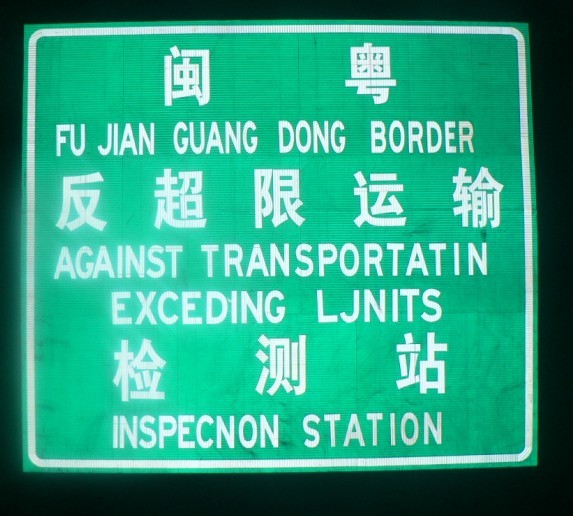 闽 粤
FU JIAN GUANG DONG BORDER
反 超 限 运 输
AGAINST TRANSPORTATIN
EXCEDING LJNITS
检 测 站
INSPECNON STATION